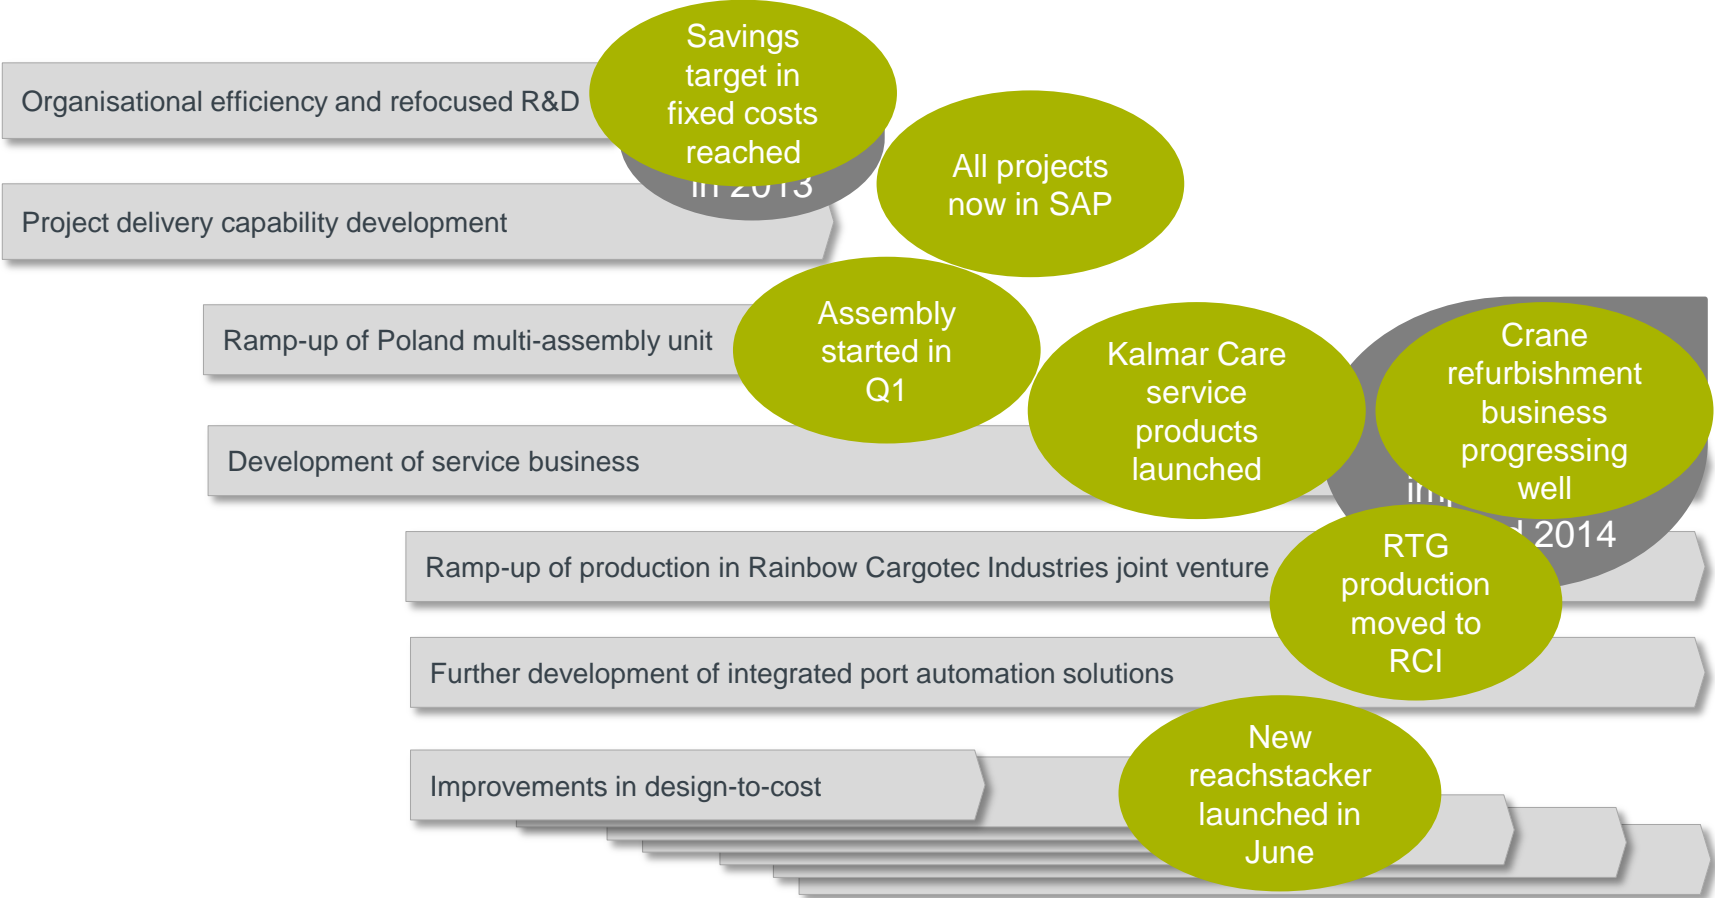 Savings
target in
fixed costs
reached
in 2013
Organisational efficiency and refocused R&D
All projects
now in SAP
Project delivery capability development
Assembly
started in
Q1
Ramp-up of Poland multi-assembly unit
Kalmar Care
service
products
launched
Crane
refurbishment
business
progressing
well
Development of service business
2014
RTG
production
moved to
RCI
Ramp-up of production in Rainbow Cargotec Industries joint venture
Further development of integrated port automation solutions
New
reachstacker
launched in
June
Improvements in design-to-cost